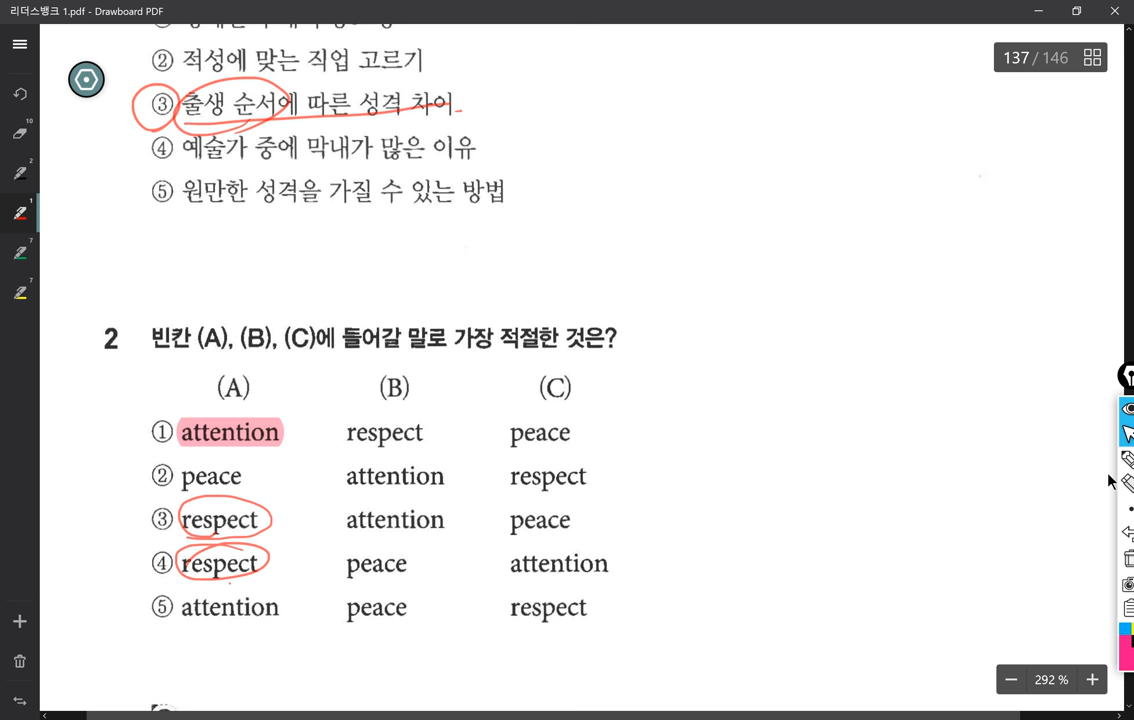 리더스뱅크 1.pdf - Drawboard PDF
137 / 146
② 적성에 맞는 직업 고르기
③ 출생 순서에 따른 성격 차이
④ 예술가 중에 막내가 많은 이유
⑤ 원만한 성격을 가질 수 있는 방법
10
2
1
7
7
2 빈칸 (A), (B), (C)에 들어갈 말로 가장 적절한 것은?
(A) (B) (C)
① attention respect peace
② peace attention respect
③ respect attention peace
④ respect peace attention
⑤ attention peace respect
292 %